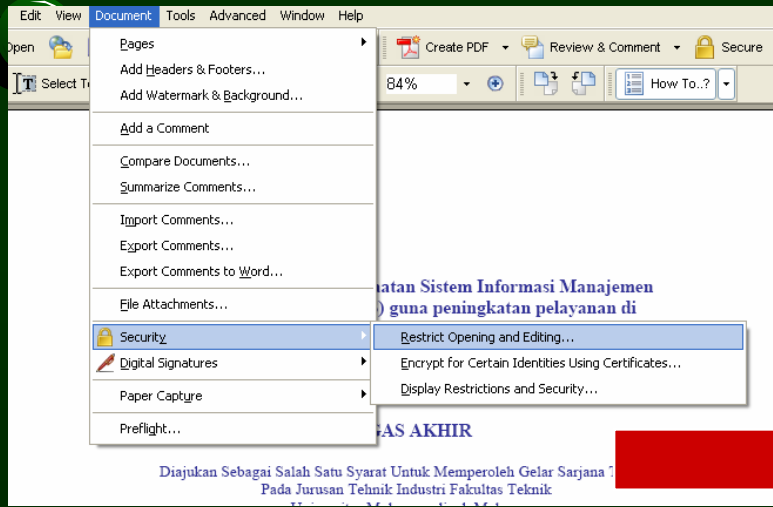 Edit View Document Tools Advanced Window Help
Open Create PDF Review & Comment Secure
Select 84% How To..?
Pages
Add Headers & Footers...
Add Watermark & Background...
Add a Comment
Compare Documents...
Summarize Comments...
Import Comments...
Export Comments...
Export Comments to Word...
File Attachments...
Security
Digital Signatures
Paper Capture
Preflight...
Restrict Opening and Editing...
Encrypt for Certain Identities Using Certificates...
Display Restrictions and Security...
Sistem Informasi Manajemen
) guna peningkatan pelayanan di
AKHIR
Diajukan Sebagai Salah Satu Syarat Untuk Memperoleh Gelar Sarjana
Pada Jurusan Tehnik Industri Fakultas Teknik